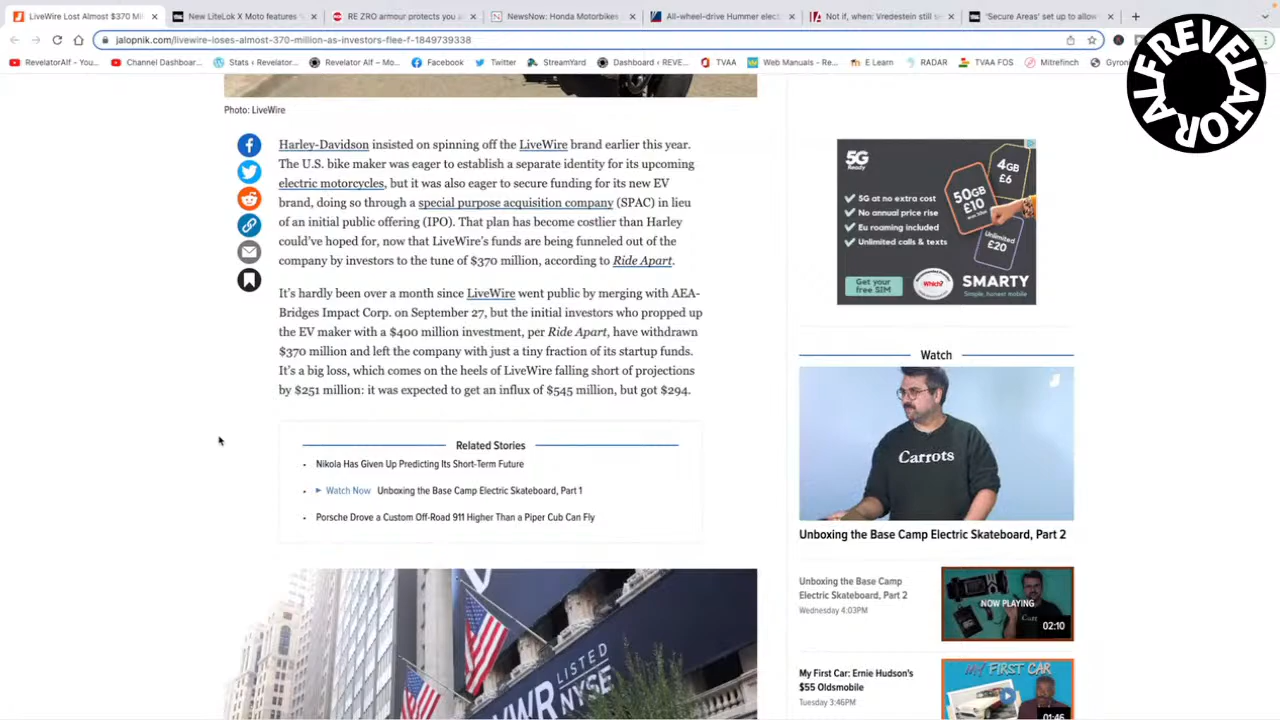 LiveWire Lost Almost $370 Mi
New LiteLok X Moto features
RE ZRO armour protects you
NewsNow: Honda Motorbikes
All-wheel-drive Hummer elect
Not if, when: Vredestein still s
'Secure Areas' set up to allow
jalopnik.com/livewire-loses-almost-370-million-as-investors-flee-f-1849739338
RevelatorAlf - You...
Channel Dashboar...
Stats ‹ Revelator...
Revelator Alf – Mo...
Facebook
Twitter
StreamYard
Dashboard ‹ REVE...
TVAA
Web Manuals - Re...
E Learn
RADAR
TVAA FOS
Mitrefinch
Gyron
ALFREVELATOR
Photo: LiveWire
Harley-Davidson insisted on spinning off the LiveWire brand earlier this year.
The U.S. bike maker was eager to establish a separate identity for its upcoming
electric motorcycles, but it was also eager to secure funding for its new EV
brand, doing so through a special purpose acquisition company (SPAC) in lieu
of an initial public offering (IPO). That plan has become costlier than Harley
could've hoped for, now that LiveWire's funds are being funneled out of the
company by investors to the tune of $370 million, according to Ride Apart.
It's hardly been over a month since LiveWire went public by merging with AEA-
Bridges Impact Corp. on September 27, but the initial investors who propped up
the EV maker with a $400 million investment, per Ride Apart, have withdrawn
$370 million and left the company with just a tiny fraction of its startup funds.
It's a big loss, which comes on the heels of LiveWire falling short of projections
by $251 million: it was expected to get an influx of $545 million, but got $294.
Related Stories
Nikola Has Given Up Predicting Its Short-Term Future
Watch Now Unboxing the Base Camp Electric Skateboard, Part 1
Porsche Drove a Custom Off-Road 911 Higher Than a Piper Cub Can Fly
LISTED
NYSE
5G
Ready
5G at no extra cost
No annual price rise
Eu roaming included
Unlimited calls & texts
4GB
£6
50GB
£10
Unlimited
£20
Get your
free SIM
Which?
SMARTY
Simple, honest mobile
Watch
Carrots
Unboxing the Base Camp Electric Skateboard, Part 2
Unboxing the Base Camp
Electric Skateboard, Part 2
Wednesday 4:03PM
NOW PLAYING
02:10
My First Car: Ernie Hudson's
$55 Oldsmobile
Tuesday 3:46PM
MY FIRST CAR
01:46